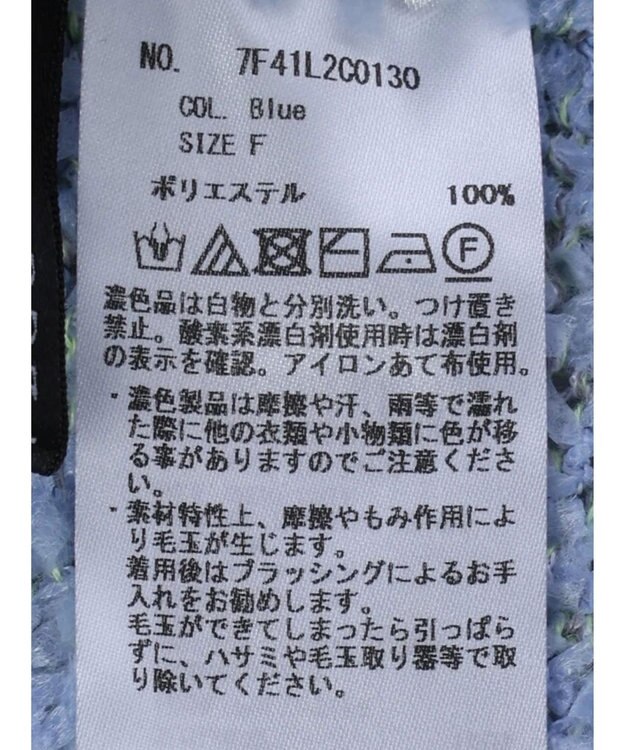 NO. 7F41L2C0130
COL. Blue
SIZE F
ポリエステル 100%
F
濃色品は白物と分別洗い。つけ置き
禁止。酸素系漂白剤使用時は漂白剤
の表示を確認。アイロンあて布使用。
・濃色製品は摩擦や汗、雨等で濡れ
た際に他の衣類や小物類に色が移
る事がありますのでご注意くださ
い。
・素材特性上、摩擦やもみ作用によ
り毛玉が生じます。
着用後はブラッシングによるお手
入れをお勧めします。
毛玉ができてしまったら引っぱら
ずに、ハサミや毛玉取り器等で取
り除いてください。